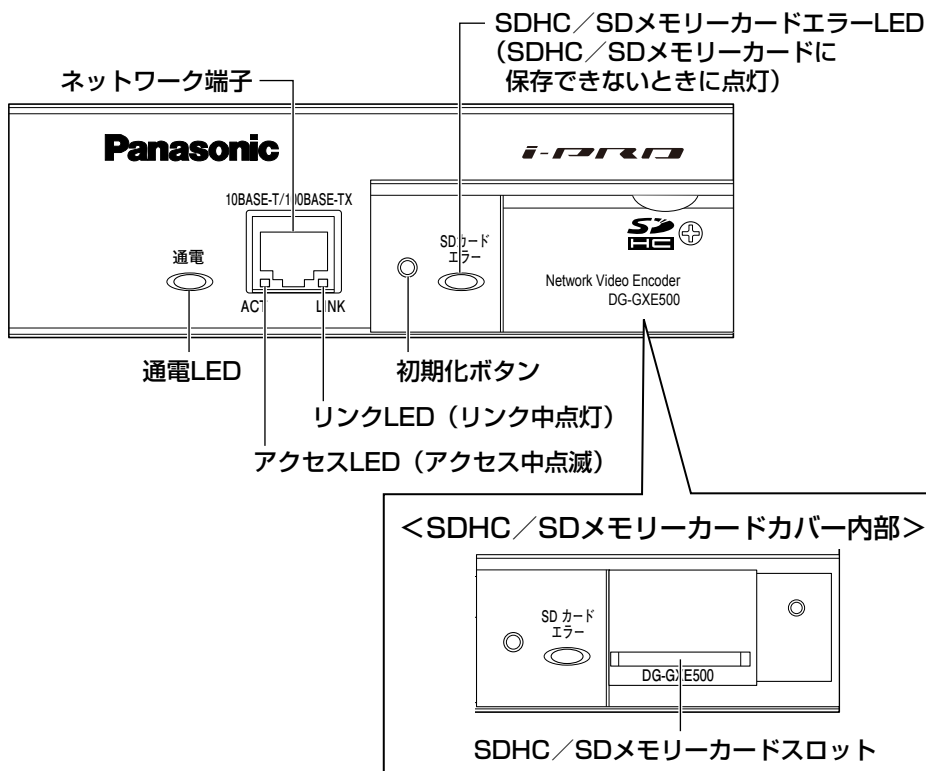 SDHC／SDメモリーカードエラーLED
（SDHC／SDメモリーカードに
保存できないときに点灯）
ネットワーク端子
Panasonic
i-PRO
10BASE-T/100BASE-TX
SDカード
エラー
SD
HC
通電
Network Video Encoder
DG-GXE500
ACT
LINK
通電LED
初期化ボタン
リンクLED（リンク中点灯）
アクセスLED（アクセス中点滅）
＜SDHC／SDメモリーカードカバー内部＞
SD カード
エラー
DG-GXE500
SDHC／SDメモリーカードスロット